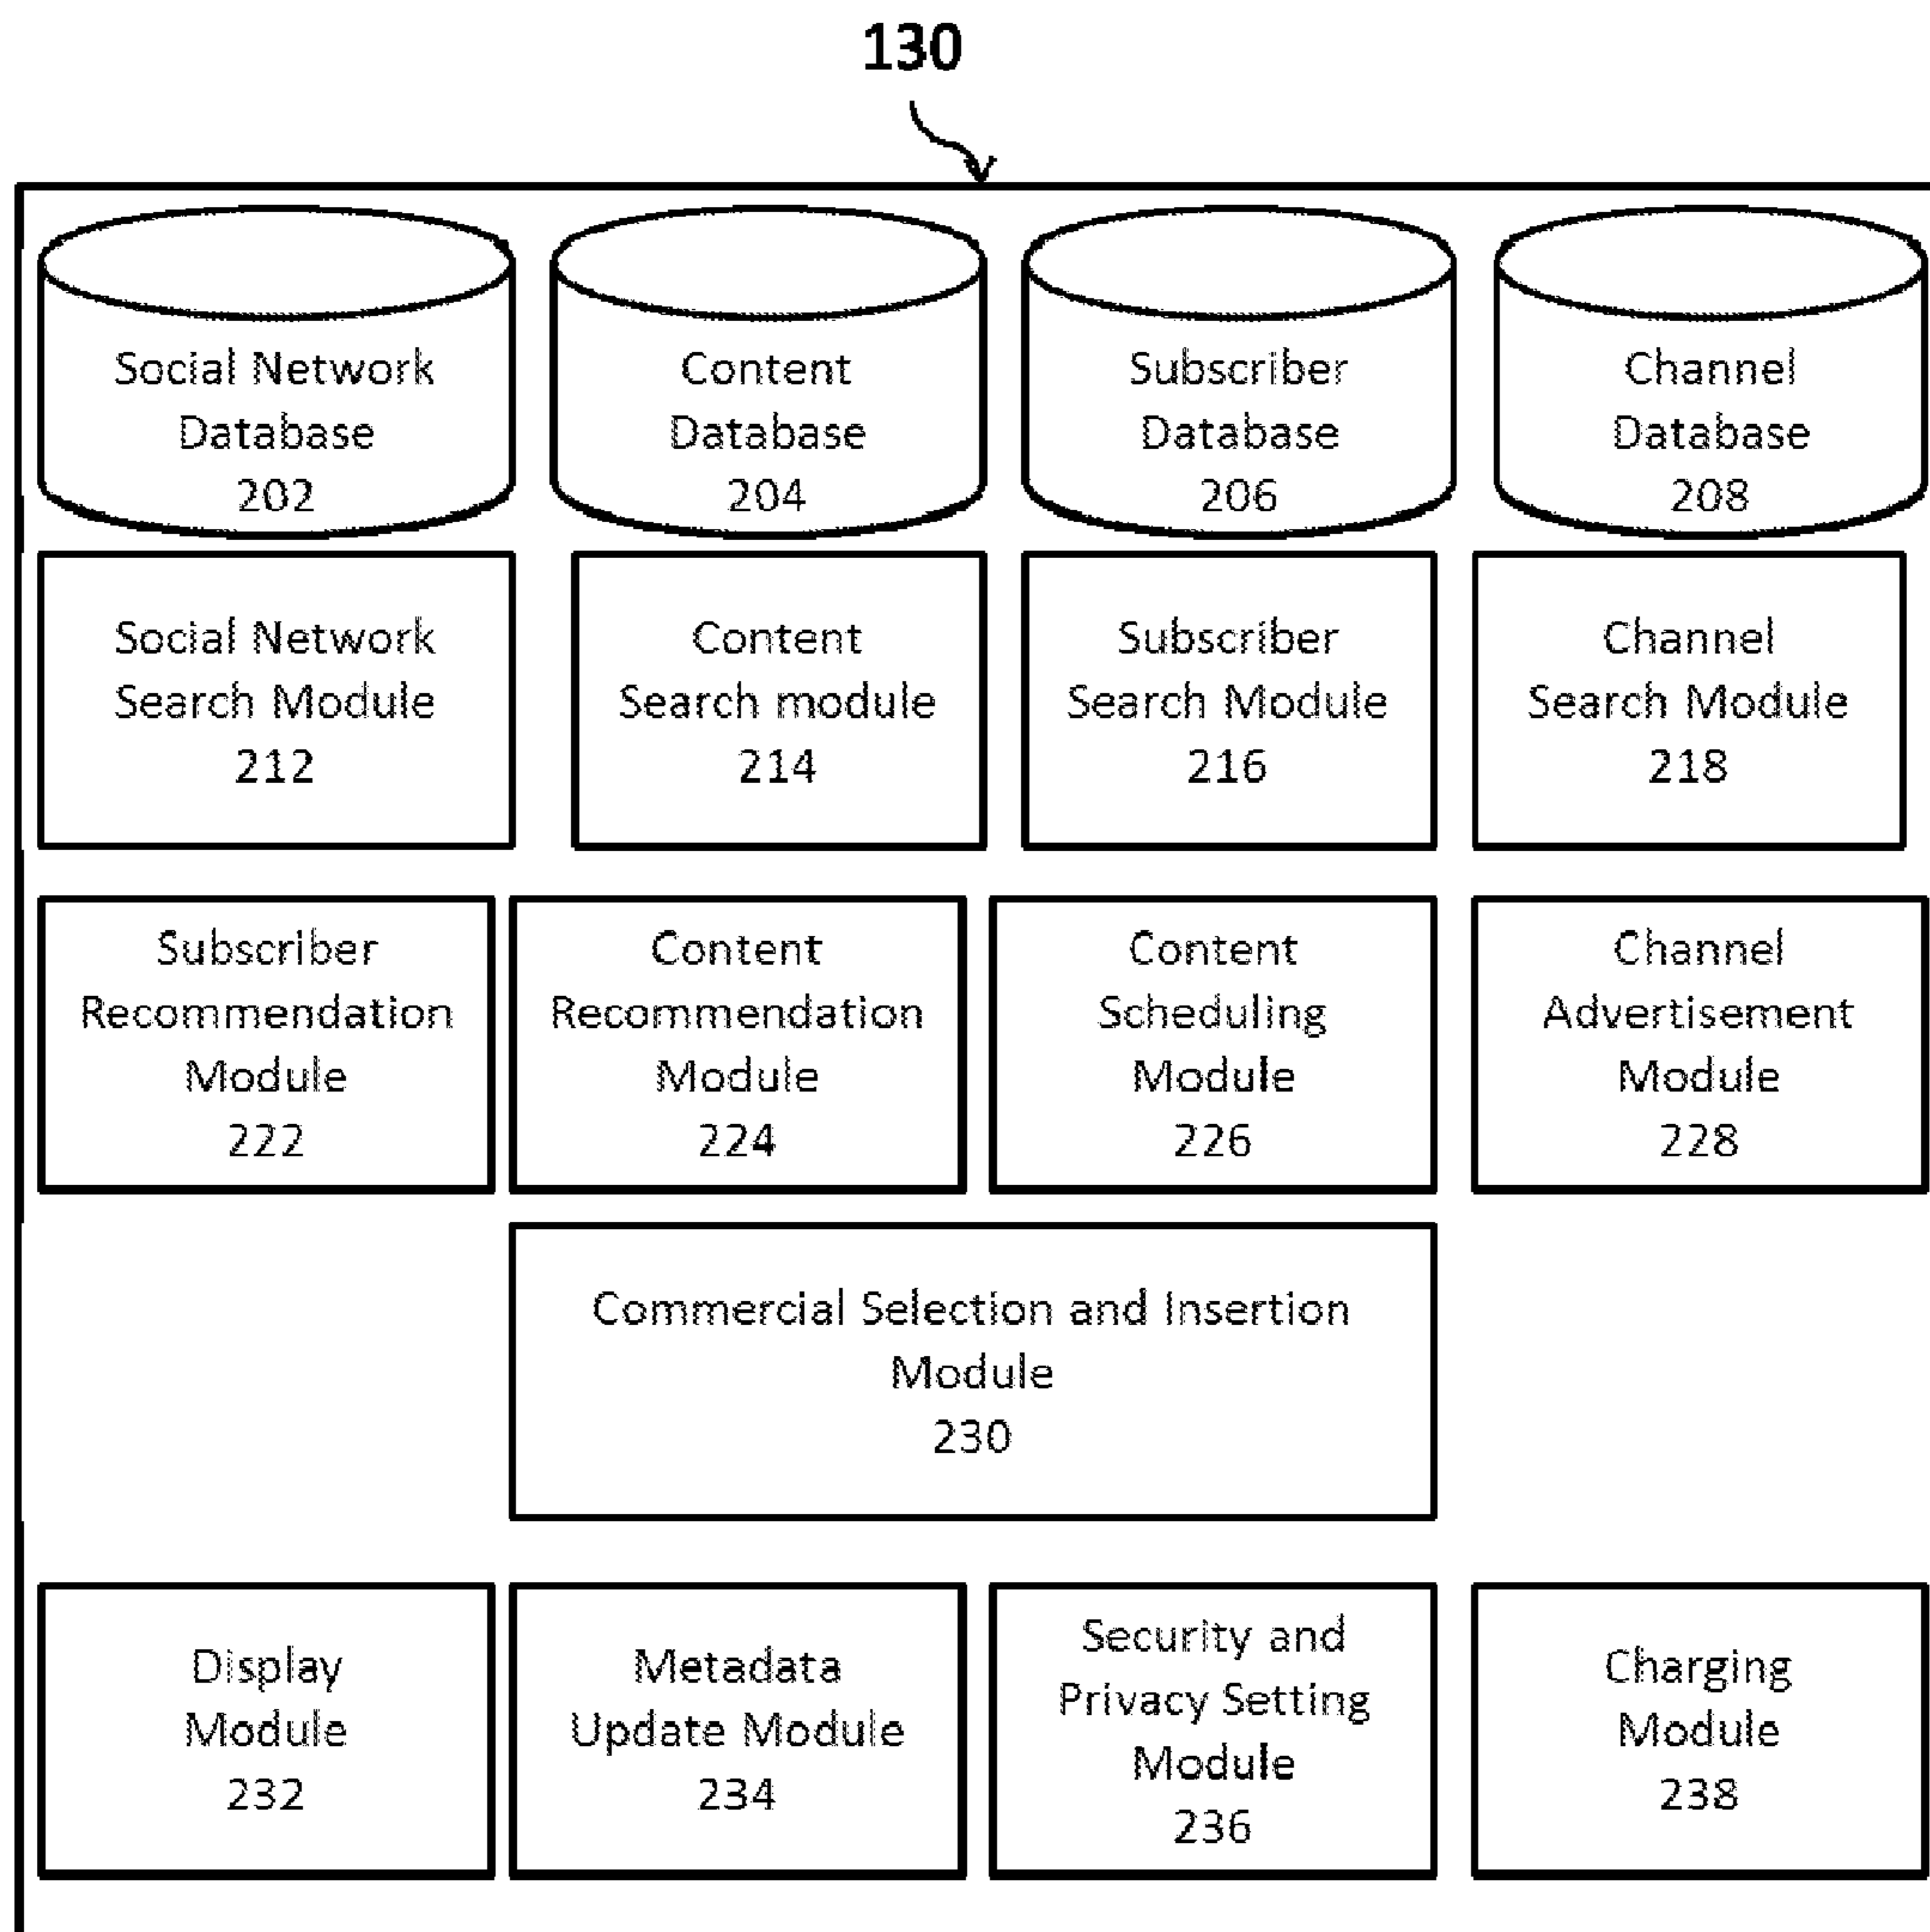 130
Social Network
Database
202
Content
Database
204
Subscriber
Database
206
Channel
Database
208
Social Network
Search Module
212
Content
Search module
214
Subscriber
Search Module
216
Channel
Search Module
218
Subscriber
Recommendation
Module
222
Content
Recommendation
Module
224
Content
Scheduling
Module
226
Channel
Advertisement
Module
228
Commercial Selection and Insertion
Module
230
Display
Module
232
Metadata
Update Module
234
Security and
Privacy Setting
Module
236
Charging
Module
238